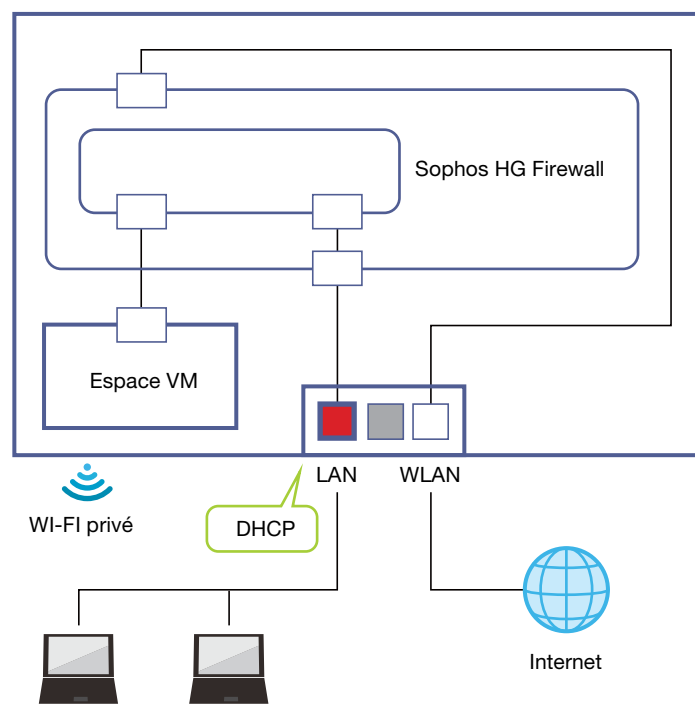 Sophos HG Firewall
Espace VM
LAN
WLAN
WI-FI privé
DHCP
Internet